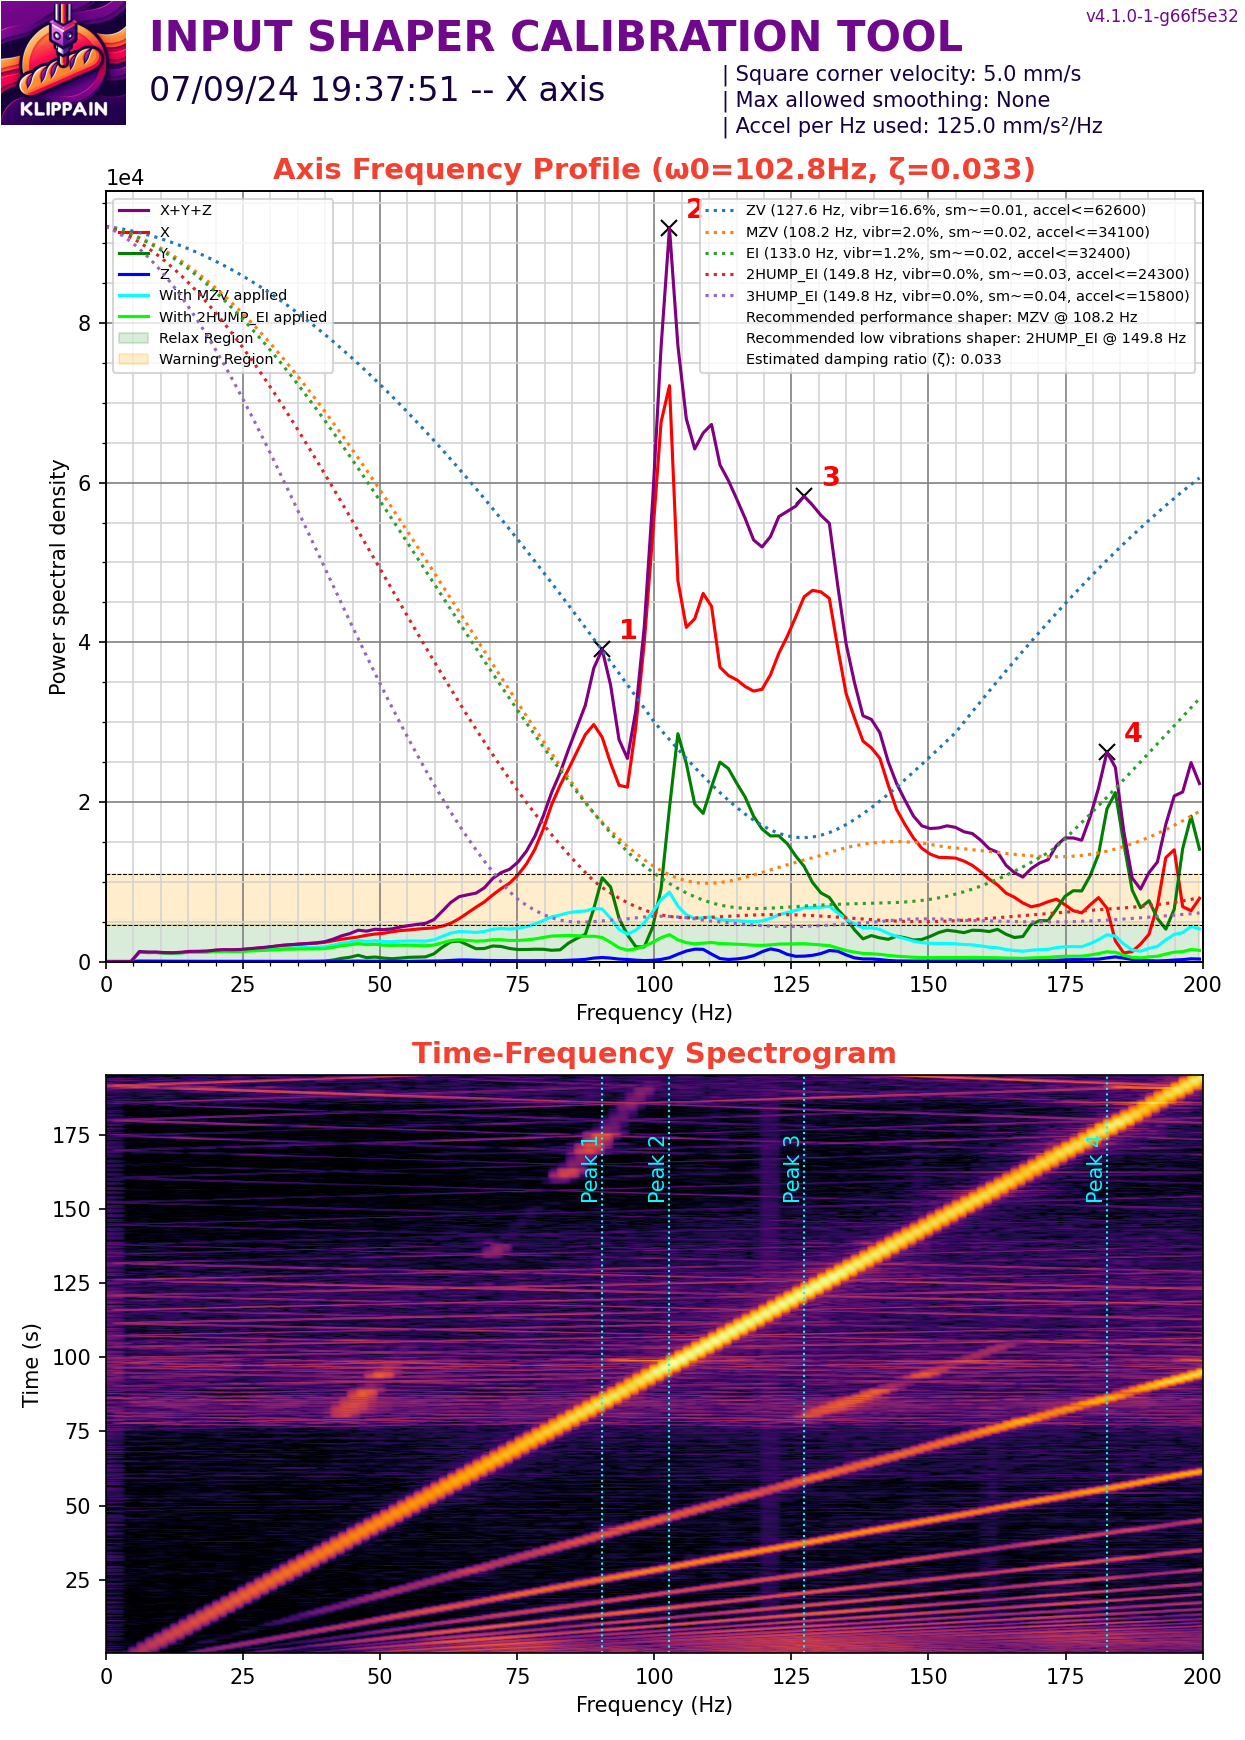 v4.1.0-1-g66f5e32
INPUT SHAPER CALIBRATION TOOL
07/09/24 19:37:51 -- X axis
| Square corner velocity: 5.0 mm/s
| Max allowed smoothing: None
| Accel per Hz used: 125.0 mm/s²/Hz
KLIPPAIN
Axis Frequency Profile (ω0=102.8Hz, ζ=0.033)
1e4
X+Y+Z
X
Y
Z
With MZV applied
With 2HUMP_EI applied
Relax Region
Warning Region
ZV (127.6 Hz, vibr=16.6%, sm~=0.01, accel<=62600)
MZV (108.2 Hz, vibr=2.0%, sm~=0.02, accel<=34100)
EI (133.0 Hz, vibr=1.2%, sm~=0.02, accel<=32400)
2HUMP_EI (149.8 Hz, vibr=0.0%, sm~=0.03, accel<=24300)
3HUMP_EI (149.8 Hz, vibr=0.0%, sm~=0.04, accel<=15800)
Recommended performance shaper: MZV @ 108.2 Hz
Recommended low vibrations shaper: 2HUMP_EI @ 149.8 Hz
Estimated damping ratio (ζ): 0.033
1
2
3
4
Power spectral density
8
6
4
2
0
0 25 50 75 100 125 150 175 200
Frequency (Hz)
Time-Frequency Spectrogram
Time (s)
175
150
125
100
75
50
25
Peak 1
Peak 2
Peak 3
Peak 4
0 25 50 75 100 125 150 175 200
Frequency (Hz)